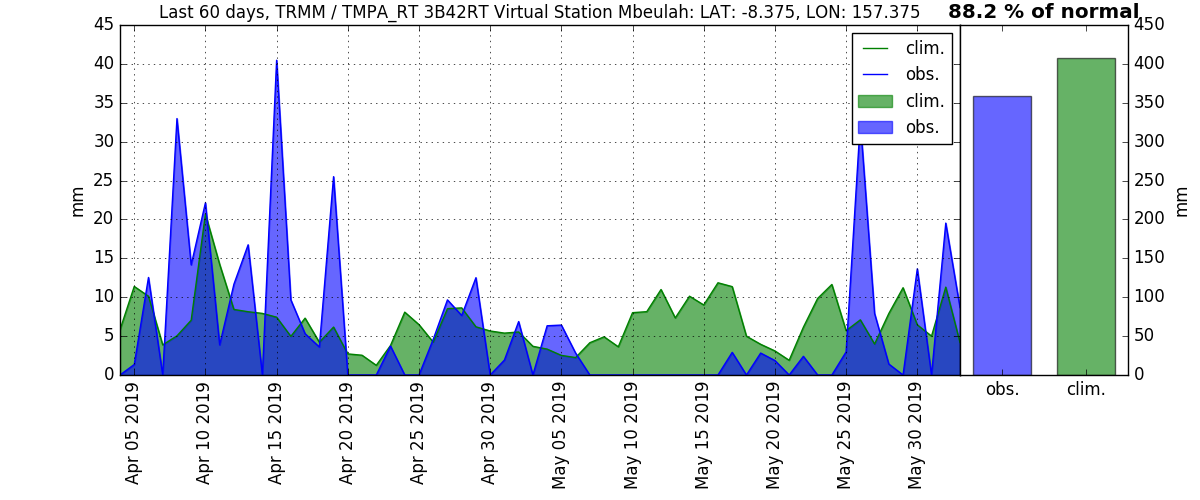 Last 60 days, TRMM / TMPA_RT 3B42RT Virtual Station Mbeulah: LAT: -8.375, LON: 157.375
88.2 % of normal
45
40
35
30
25
20
15
10
5
0
mm
clim.
obs.
clim.
obs.
Apr 05 2019
Apr 10 2019
Apr 15 2019
Apr 20 2019
Apr 25 2019
Apr 30 2019
May 05 2019
May 10 2019
May 15 2019
May 20 2019
May 25 2019
May 30 2019
450
400
350
300
250
200
150
100
50
0
mm
obs.
clim.